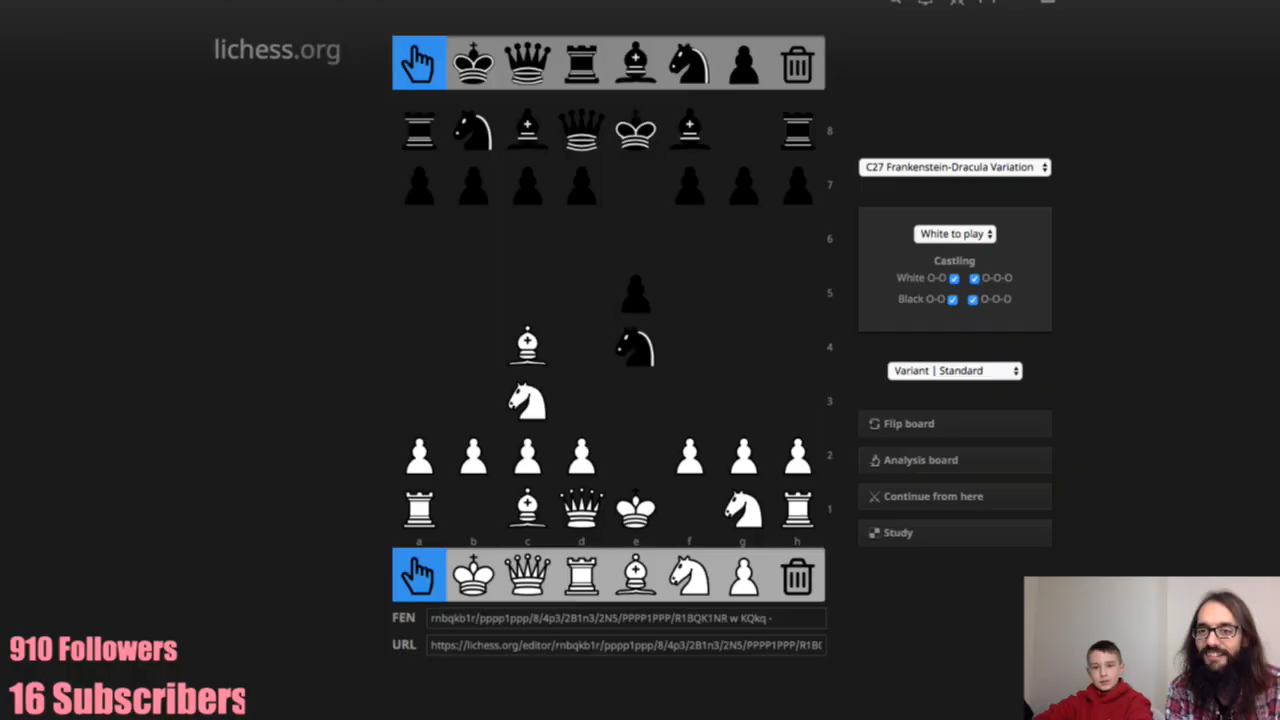 lichess.org
8
C27 Frankenstein-Dracula Variation
7
6
White to play
Castling
White O-O O-O-O
5
Black O-O O-O-O
4
Variant | Standard
3
Flip board
2
Analysis board
1
Continue from here
Study
a b c d e f g h
FEN rnbqkb1r/pppp1ppp/8/4p3/2B1n3/2N5/PPPP1PPP/R1BQK1NR w KQkq -
URL https://lichess.org/editor/rnbqkb1r/pppp1ppp/8/4p3/2B1n3/2N5/PPPP1PPP/R1B
910 Followers
16 Subscribers